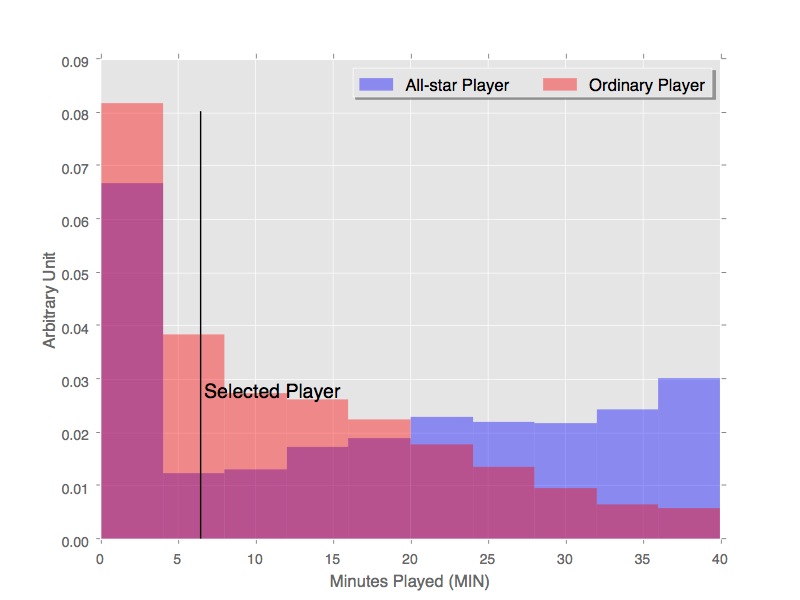 All-star Player
Ordinary Player
Arbitrary Unit
0.09
0.08
0.07
0.06
0.05
0.04
0.03
0.02
0.01
0.00
Selected Player
0 5 10 15 20 25 30 35 40
Minutes Played (MIN)